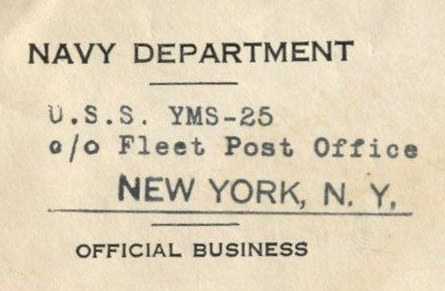 NAVY DEPARTMENT
U.S.S. YMS-25
c/o Fleet Post Office
NEW YORK, N. Y.
OFFICIAL BUSINESS